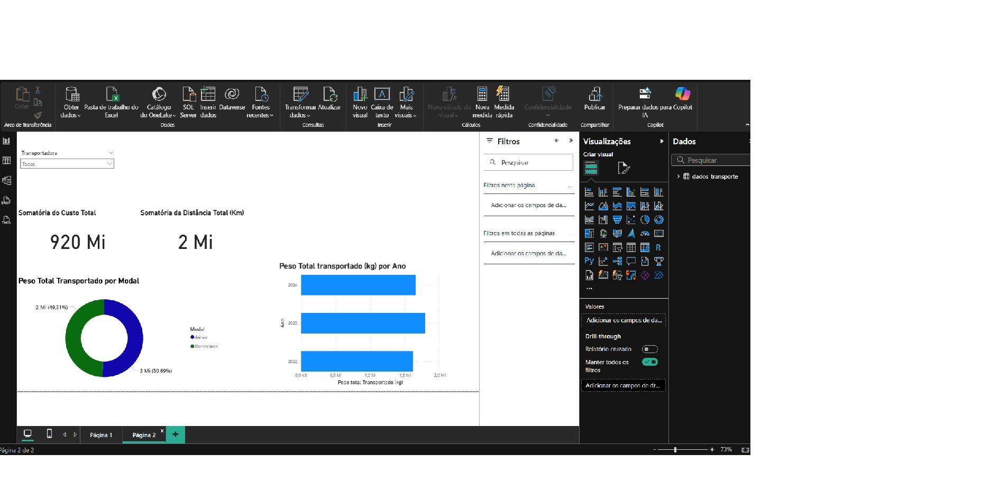 Colar
Área de Transferência
Obter
dados
Pasta de trabalho do
Excel
Catálogo
do OneLake
SQL
Server
Inserir
dados
Dataverse
Fontes
recentes
Dados
Transformar
dados
Atualizar
Consultas
Novo
visual
Caixa de
texto
Mais
visuais
Inserir
Novo cálculo do
visual
Nova
medida
Medida
rápida
Cálculos
Confidencialidade
Confidencialidade
Publicar
Compartilhar
Preparar dados para
IA
Copilot
Copilot
DAX
TMDL
Transportadora
Todos
Somatória do Custo Total
920 Mi
Somatória da Distância Total (Km)
2 Mi
Peso Total Transportado por Modal
2 Mi (49,31%)
3 Mi (50,69%)
Modal
Aéreo
Rodoviário
Peso Total transportado (kg) por Ano
Ano
2024
2023
2022
0,0 Mi
0,5 Mi
1,0 Mi
1,5 Mi
2,0 Mi
Peso total Transportado (kg)
Filtros
Pesquisar
Filtros nesta página
...
Adicionar os campos de da...
Filtros em todas as páginas
...
Adicionar os campos de da...
Visualizações
Criar visual
123
R
Py
...
Valores
Adicionar os campos de da...
Drill-through
Relatório cruzado
Manter todos os
filtros
Adicionar os campos de dr...
Dados
Pesquisar
dados transporte
Página 1
Página 2
x
+
Página 2 de 2
-
+
73%